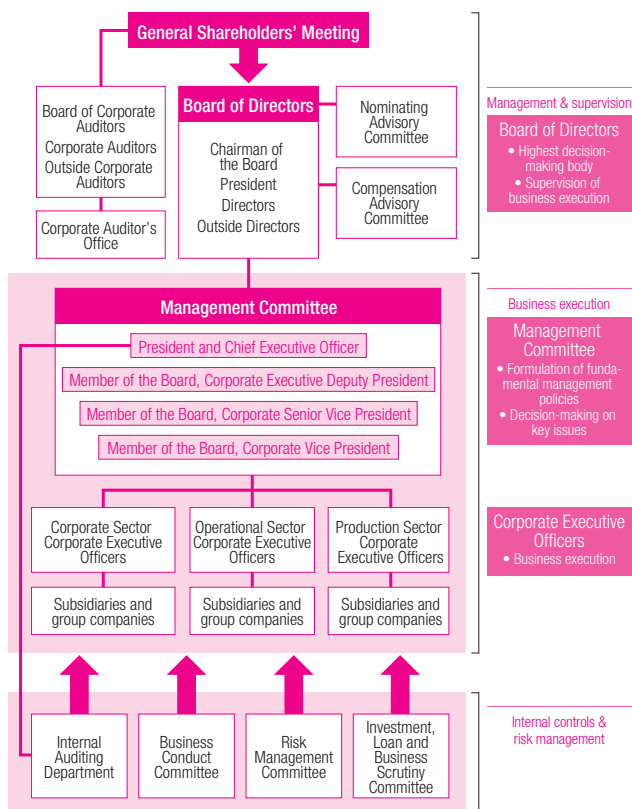 General Shareholders' Meeting
Board of Corporate
Auditors
Corporate Auditors
Outside Corporate
Auditors
Corporate Auditor's
Office
Board of Directors
Chairman of
the Board
President
Directors
Outside Directors
Nominating
Advisory
Committee
Compensation
Advisory
Committee
Management & supervision
Board of Directors
• Highest decision-
making body
• Supervision of
business execution
Management Committee
President and Chief Executive Officer
Member of the Board, Corporate Executive Deputy President
Member of the Board, Corporate Senior Vice President
Member of the Board, Corporate Vice President
Business execution
Management
Committee
• Formulation of funda-
mental management
policies
• Decision-making on
key issues
Corporate Sector
Corporate Executive
Officers
Operational Sector
Corporate Executive
Officers
Production Sector
Corporate
Executive Officers
Corporate Executive
Officers
• Business execution
Subsidiaries and
group companies
Subsidiaries and
group companies
Subsidiaries and
group companies
Internal
Auditing
Department
Business
Conduct
Committee
Risk
Management
Committee
Investment,
Loan and
Business
Scrutiny
Committee
Internal controls &
risk management